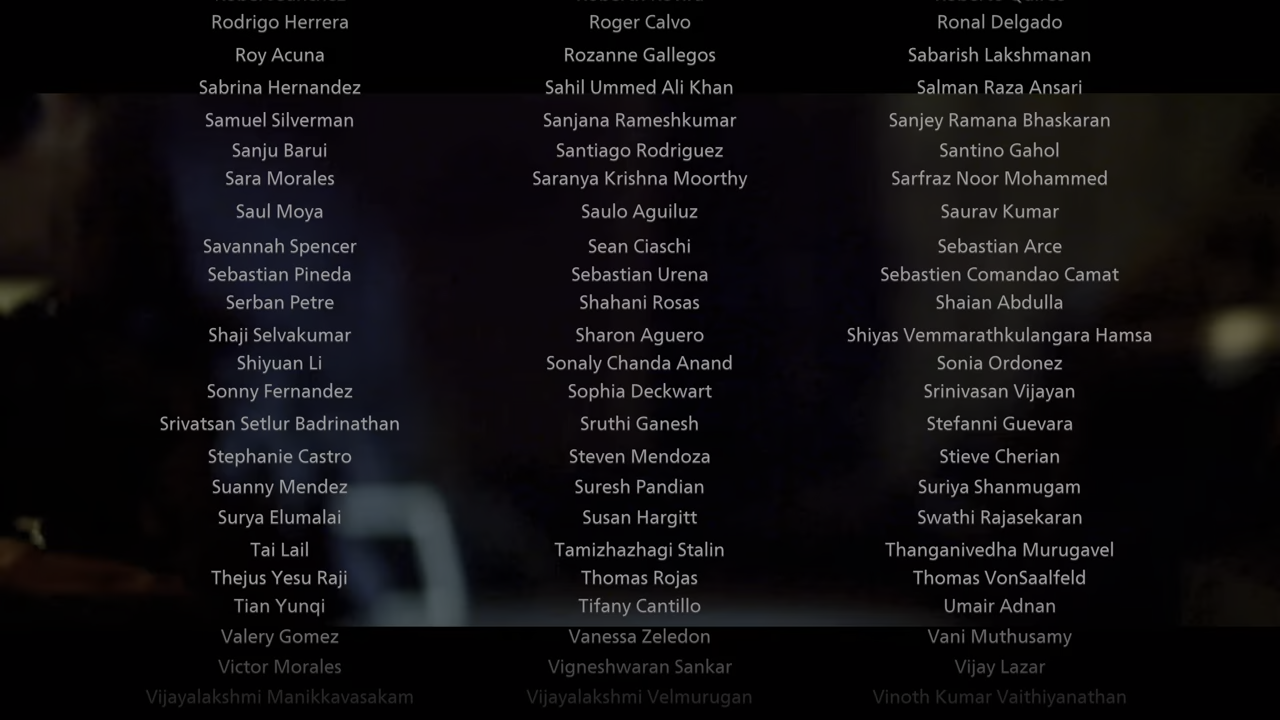 Rodrigo Herrera Roger Calvo Ronal Delgado
Roy Acuna Rozanne Gallegos Sabarish Lakshmanan
Sabrina Hernandez Sahil Ummed Ali Khan Salman Raza Ansari
Samuel Silverman Sanjana Rameshkumar Sanjey Ramana Bhaskaran
Sanju Barui Santiago Rodriguez Santino Gahol
Sara Morales Saranya Krishna Moorthy Sarfraz Noor Mohammed
Saul Moya Saulo Aguiluz Saurav Kumar
Savannah Spencer Sean Ciaschi Sebastian Arce
Sebastian Pineda Sebastian Urena Sebastien Comandao Camat
Serban Petre Shahani Rosas Shaian Abdulla
Shaji Selvakumar Sharon Aguero Shiyas Vemmarathkulangara Hamsa
Shiyuan Li Sonaly Chanda Anand Sonia Ordonez
Sonny Fernandez Sophia Deckwart Srinivasan Vijayan
Srivatsan Setlur Badrinathan Sruthi Ganesh Stefanni Guevara
Stephanie Castro Steven Mendoza Stieve Cherian
Suanny Mendez Suresh Pandian Suriya Shanmugam
Surya Elumalai Susan Hargitt Swathi Rajasekaran
Tai Lail Tamizhazhagi Stalin Thanganivedha Murugavel
Thejus Yesu Raji Thomas Rojas Thomas VonSaalfeld
Tian Yunqi Tifany Cantillo Umair Adnan
Valery Gomez Vanessa Zeledon Vani Muthusamy
Victor Morales Vigneshwaran Sankar Vijay Lazar
Vijayalakshmi Manikkavasakam Vijayalakshmi Velmurugan Vinoth Kumar Vaithiyanathan